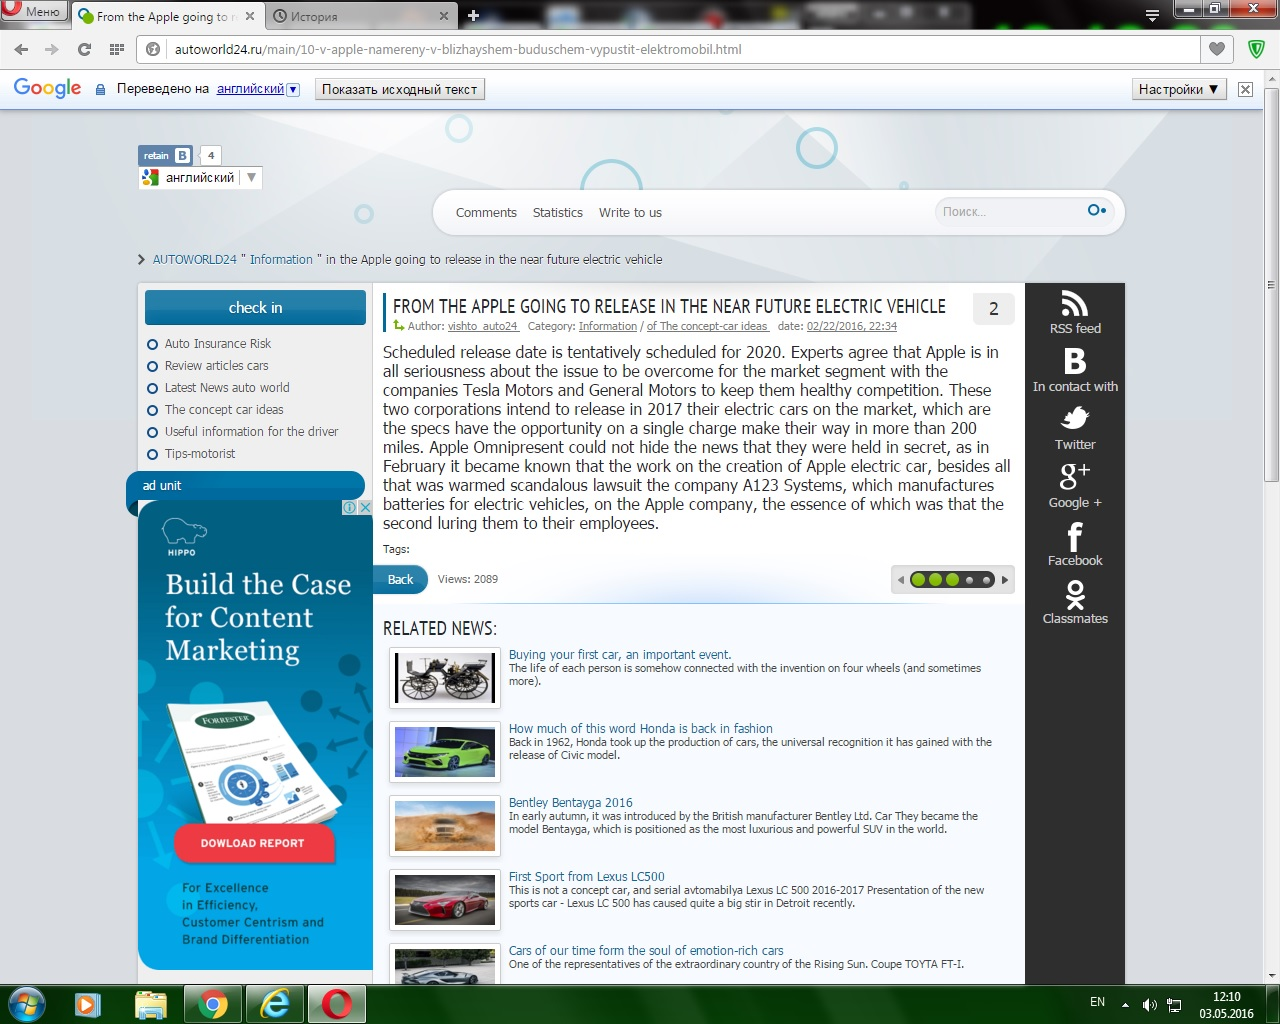 Меню
From the Apple going to r
История
autoworld24.ru/main/10-v-apple-namereny-v-blizhayshem-buduschem-vypustit-elektromobil.html
Google Переведено на английский Показать исходный текст Настройки ▼
retain B 4
английский
Comments Statistics Write to us Поиск...
AUTOWORLD24 " Information " in the Apple going to release in the near future electric vehicle
check in
Auto Insurance Risk
Review articles cars
Latest News auto world
The concept car ideas
Useful information for the driver
Tips-motorist
ad unit
HIPPO
Build the Case
for Content
Marketing
FORRESTER
DOWLOAD REPORT
For Excellence
in Efficiency,
Customer Centrism and
Brand Differentiation
FROM THE APPLE GOING TO RELEASE IN THE NEAR FUTURE ELECTRIC VEHICLE 2
Author: vishto_auto24 Category: Information / of The concept-car ideas date: 02/22/2016, 22:34
Scheduled release date is tentatively scheduled for 2020. Experts agree that Apple is in
all seriousness about the issue to be overcome for the market segment with the
companies Tesla Motors and General Motors to keep them healthy competition. These
two corporations intend to release in 2017 their electric cars on the market, which are
the specs have the opportunity on a single charge make their way in more than 200
miles. Apple Omnipresent could not hide the news that they were held in secret, as in
February it became known that the work on the creation of Apple electric car, besides all
that was warmed scandalous lawsuit the company A123 Systems, which manufactures
batteries for electric vehicles, on the Apple company, the essence of which was that the
second luring them to their employees.
Tags:
Back Views: 2089
RELATED NEWS:
Buying your first car, an important event.
The life of each person is somehow connected with the invention on four wheels (and sometimes
more).
How much of this word Honda is back in fashion
Back in 1962, Honda took up the production of cars, the universal recognition it has gained with the
release of Civic model.
Bentley Bentayga 2016
In early autumn, it was introduced by the British manufacturer Bentley Ltd. Car They became the
model Bentayga, which is positioned as the most luxurious and powerful SUV in the world.
First Sport from Lexus LC500
This is not a concept car, and serial avtomabilya Lexus LC 500 2016-2017 Presentation of the new
sports car - Lexus LC 500 has caused quite a big stir in Detroit recently.
Cars of our time form the soul of emotion-rich cars
One of the representatives of the extraordinary country of the Rising Sun. Coupe TOYTA FT-I.
RSS feed
B
In contact with
Twitter
g+
Google +
f
Facebook
Classmates
EN
12:10
03.05.2016